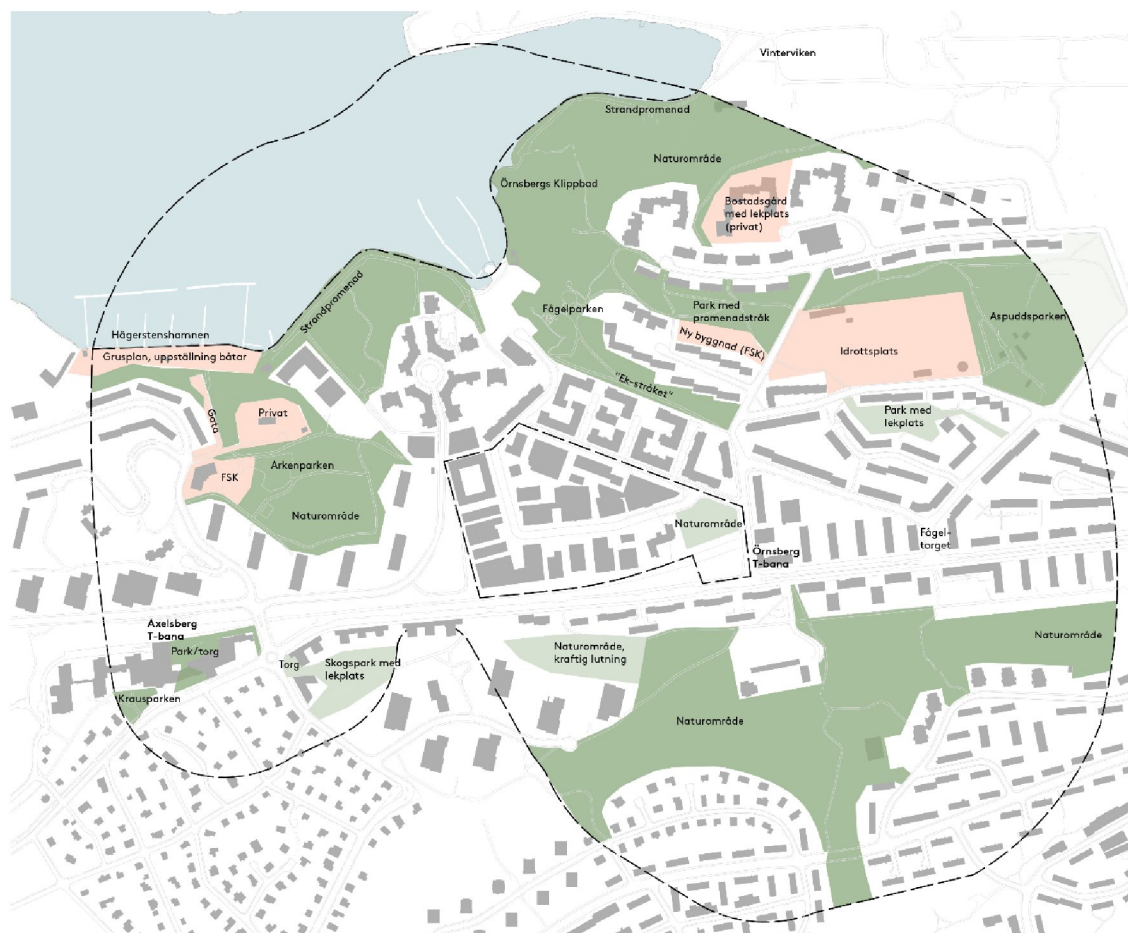 Vinterviken
Strandpromenad
Naturområde
Örnsbergs Klippbad
Bostadsgård
med lekplats
(privat)
Strandpromenad
Fågelparken
Park med
promenadstråk
Aspuddsparken
Hägerstenshamnen
Grusplan, uppställning båtar
Ny byggnad (FSK)
Idrottsplats
"Ek-stråket"
Gata
Privat
Park med
lekplats
FSK
Arkenparken
Naturområde
Naturområde
Fågel-
torget
Örnsberg
T-bana
Axelsberg
T-bana
Park/torg
Torg
Skogspark med
lekplats
Naturområde,
kraftig lutning
Naturområde
Krausparken
Naturområde